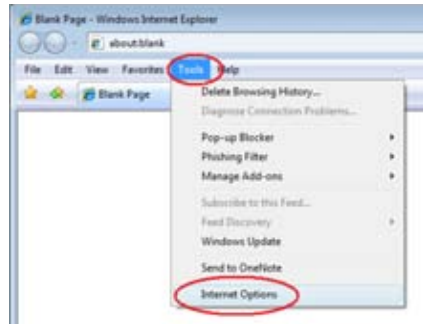 Blank Page - Windows Internet Explorer
about:blank
File Edit View Favorites Tools Help
Blank Page
Delete Browsing History...
Diagnose Connection Problems...
Pop-up Blocker
Phishing Filter
Manage Add-ons
Subscribe to this Feed...
Feed Discovery
Windows Update
Send to OneNote
Internet Options